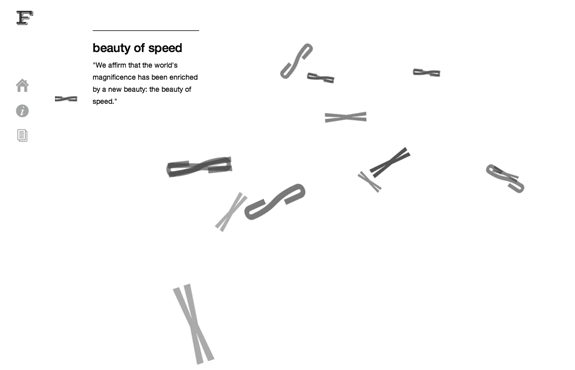 F
beauty of speed
"We affirm that the world's
magnificence has been enriched
by a new beauty: the beauty of
speed."